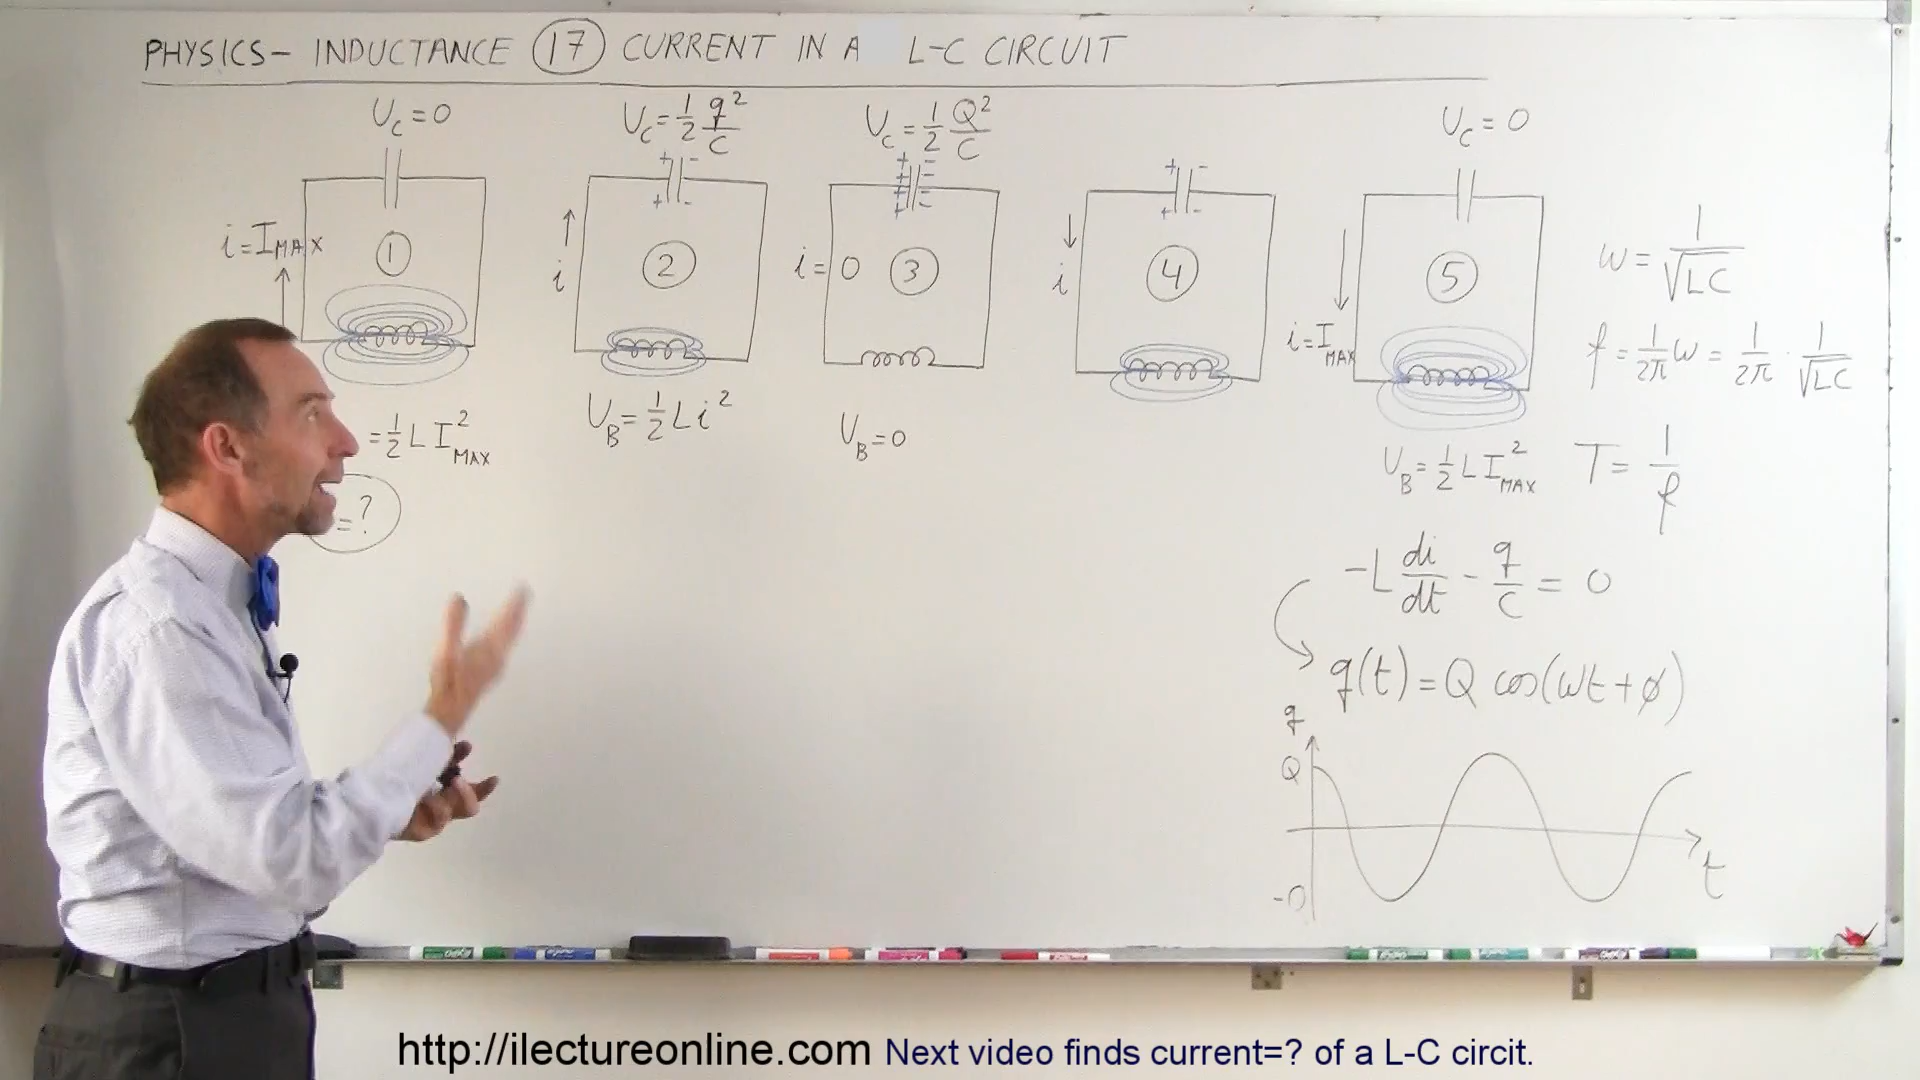 PHYSICS- INDUCTANCE 17 CURRENT IN A L-C CIRCUIT
U_C=0
U_C=1/2 q²/C
U_C=1/2 Q²/C
U_C=0
+ -
+ -
+ -
+ -
+ -
+ -
+ -
+ -
i=I_MAX
1
i
2
i=0
3
i
4
i=I_MAX
5
=1/2 L I²_MAX
U_B=1/2 L i²
U_B=0
U_B=1/2 L I²_MAX
=?
ω=1/√LC
f=1/2π ω=1/2π · 1/√LC
T=1/f
-L di/dt - q/C = 0
q(t)=Q cos(ωt+φ)
q
Q
-Q
t
http://ilectureonline.com Next video finds current=? of a L-C circit.